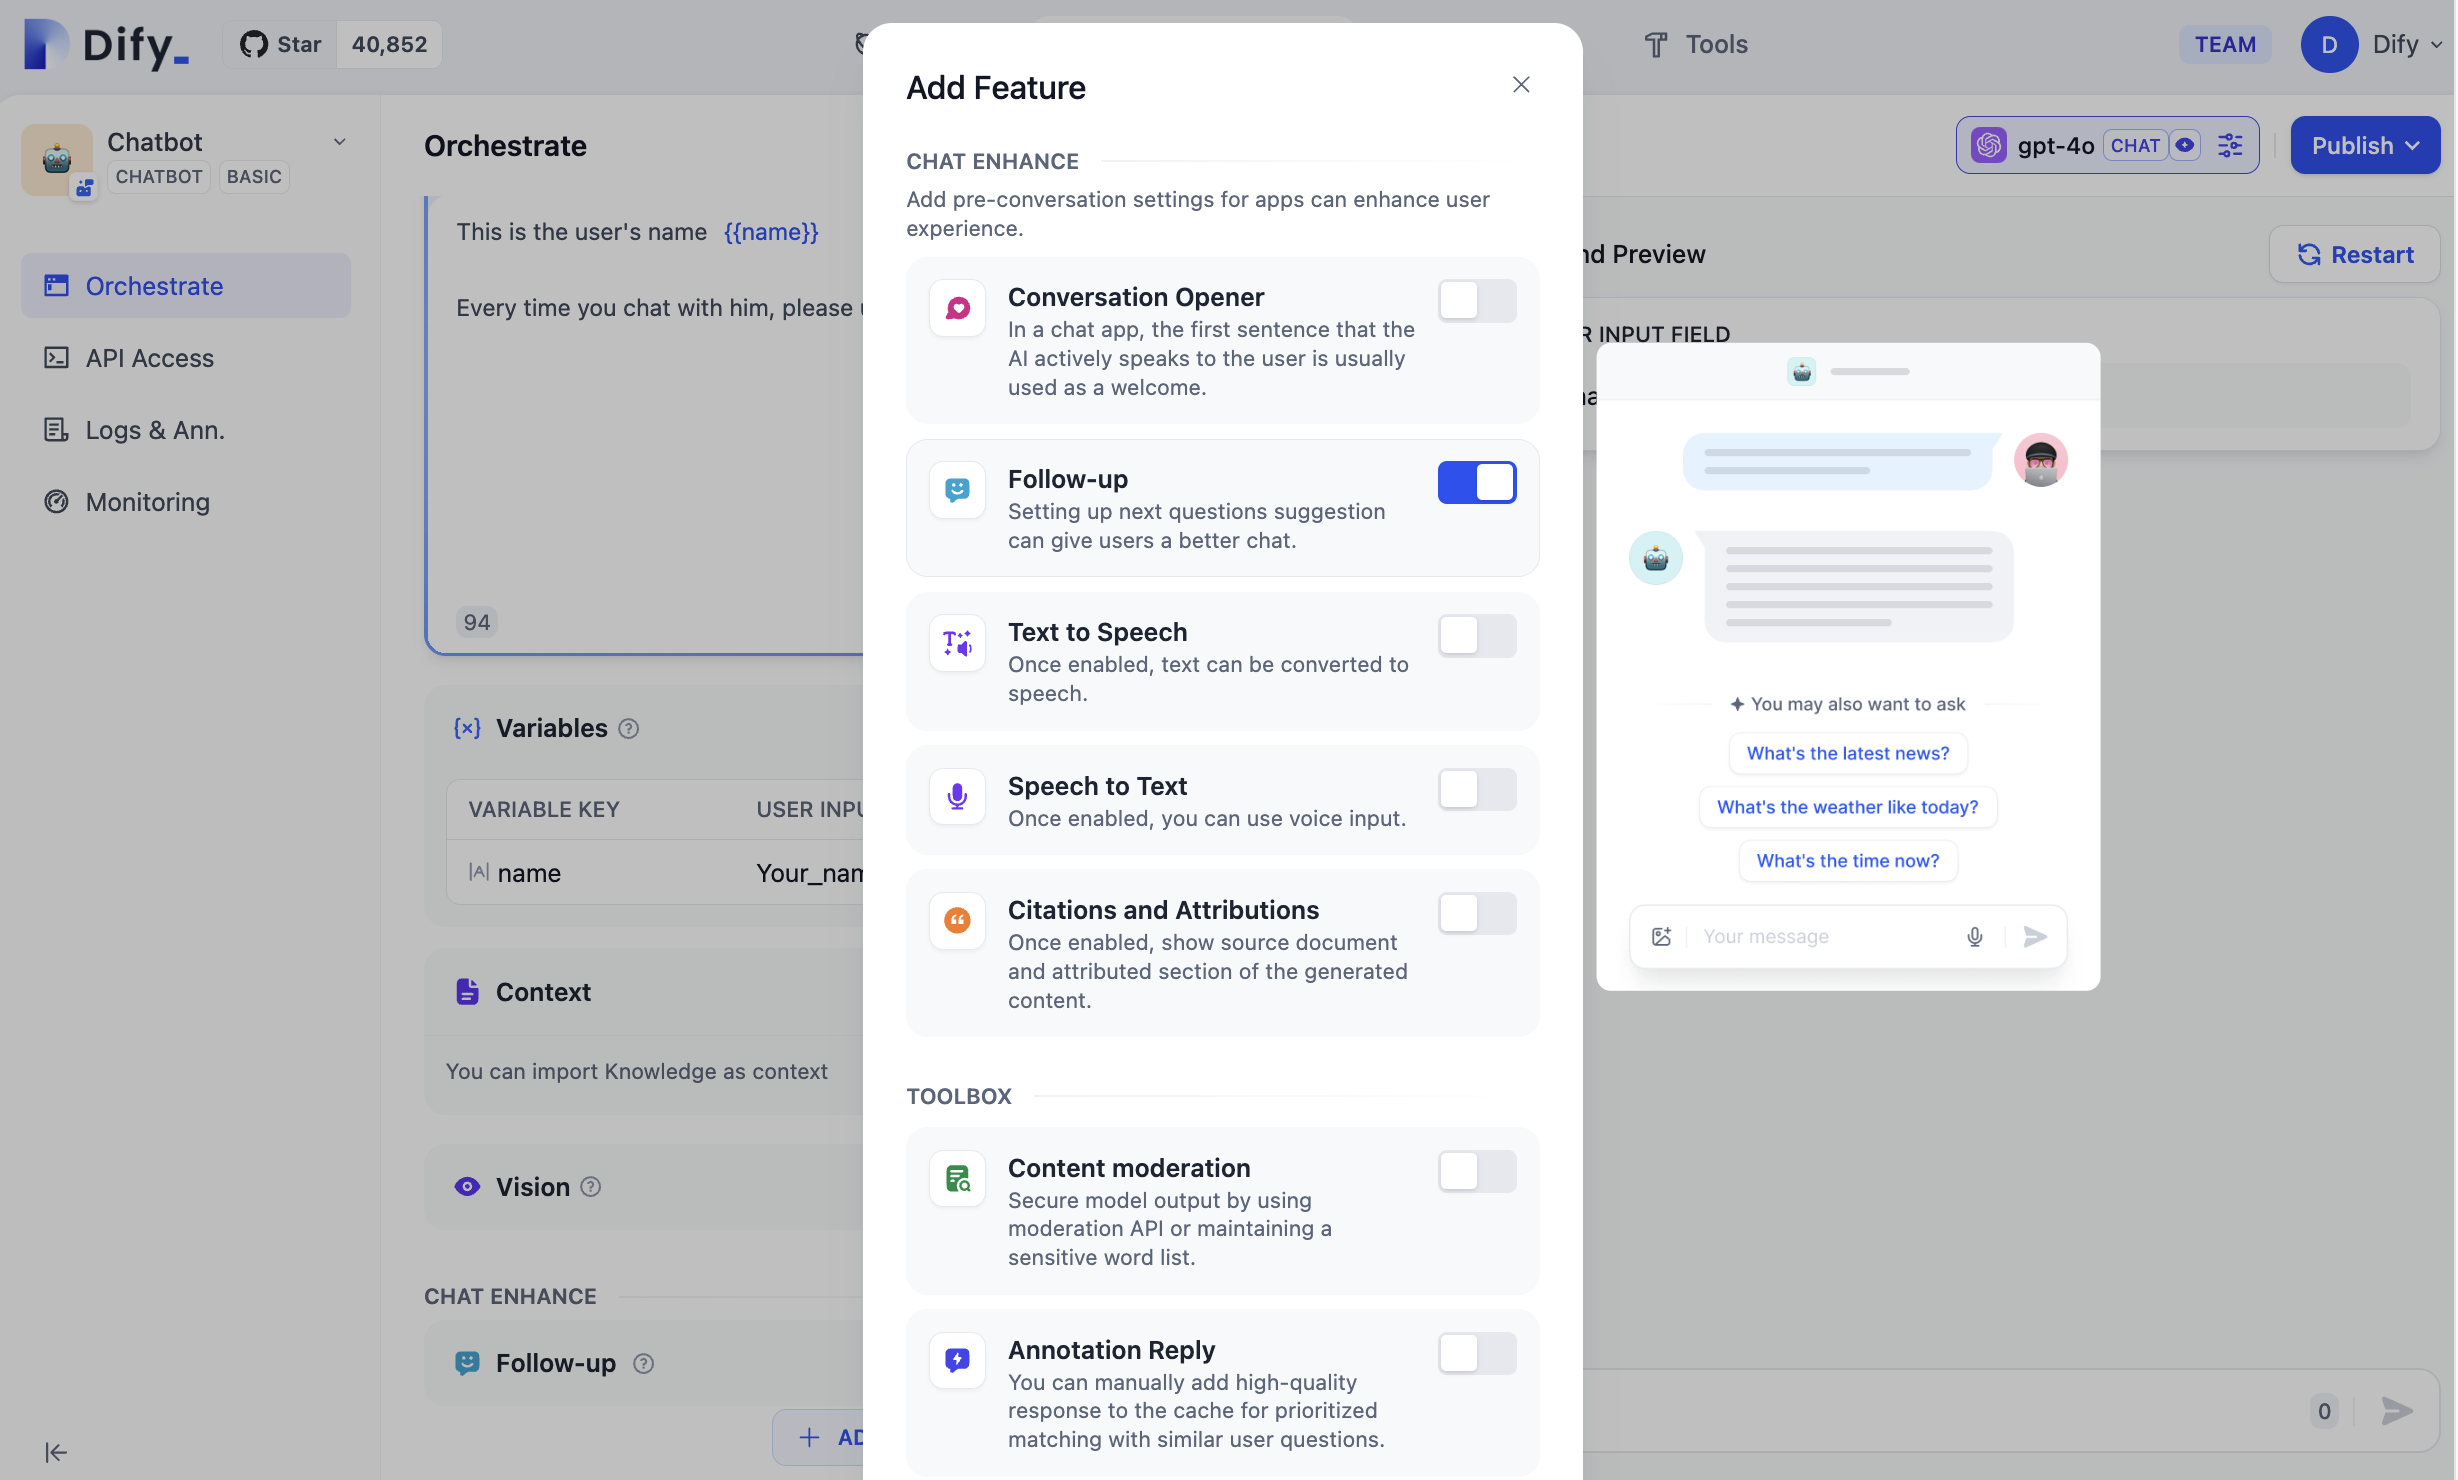 Dify_
Star 40,852
Tools
TEAM
D Dify
Chatbot
CHATBOT BASIC
Orchestrate
API Access
Logs & Ann.
Monitoring
Orchestrate
gpt-4o CHAT
Publish
This is the user's name {{name}}
Every time you chat with him, please
94
Variables
VARIABLE KEY USER INPU
name Your_nam
Context
You can import Knowledge as context
Vision
CHAT ENHANCE
Follow-up
+ AD
Add Feature
CHAT ENHANCE
Add pre-conversation settings for apps can enhance user
experience.
Conversation Opener
In a chat app, the first sentence that the
AI actively speaks to the user is usually
used as a welcome.
Follow-up
Setting up next questions suggestion
can give users a better chat.
Text to Speech
Once enabled, text can be converted to
speech.
Speech to Text
Once enabled, you can use voice input.
Citations and Attributions
Once enabled, show source document
and attributed section of the generated
content.
TOOLBOX
Content moderation
Secure model output by using
moderation API or maintaining a
sensitive word list.
Annotation Reply
You can manually add high-quality
response to the cache for prioritized
matching with similar user questions.
nd Preview
Restart
R INPUT FIELD
You may also want to ask
What's the latest news?
What's the weather like today?
What's the time now?
Your message
0